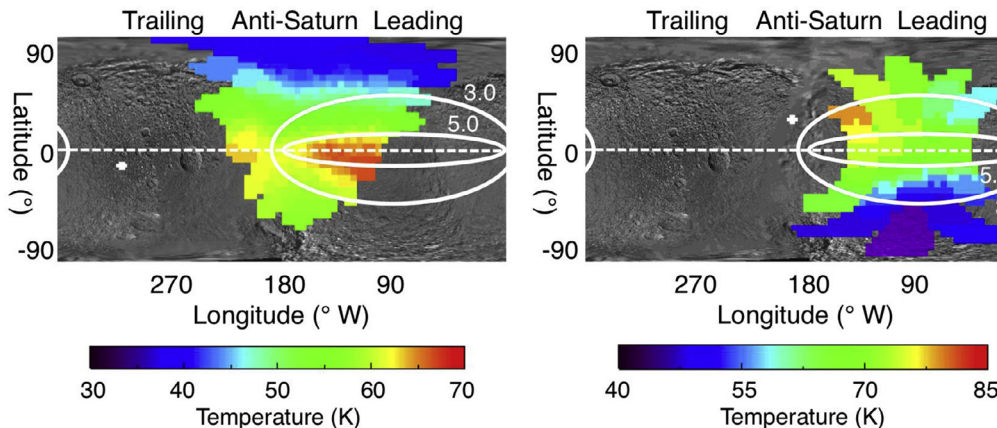 Trailing Anti-Saturn Leading
90
0
-90
Latitude (°)
3.0
5.0
270 180 90
Longitude (° W)
30 40 50 60 70
Temperature (K)
Trailing Anti-Saturn Leading
90
0
-90
Latitude (°)
5.
270 180 90
Longitude (° W)
40 55 70 85
Temperature (K)